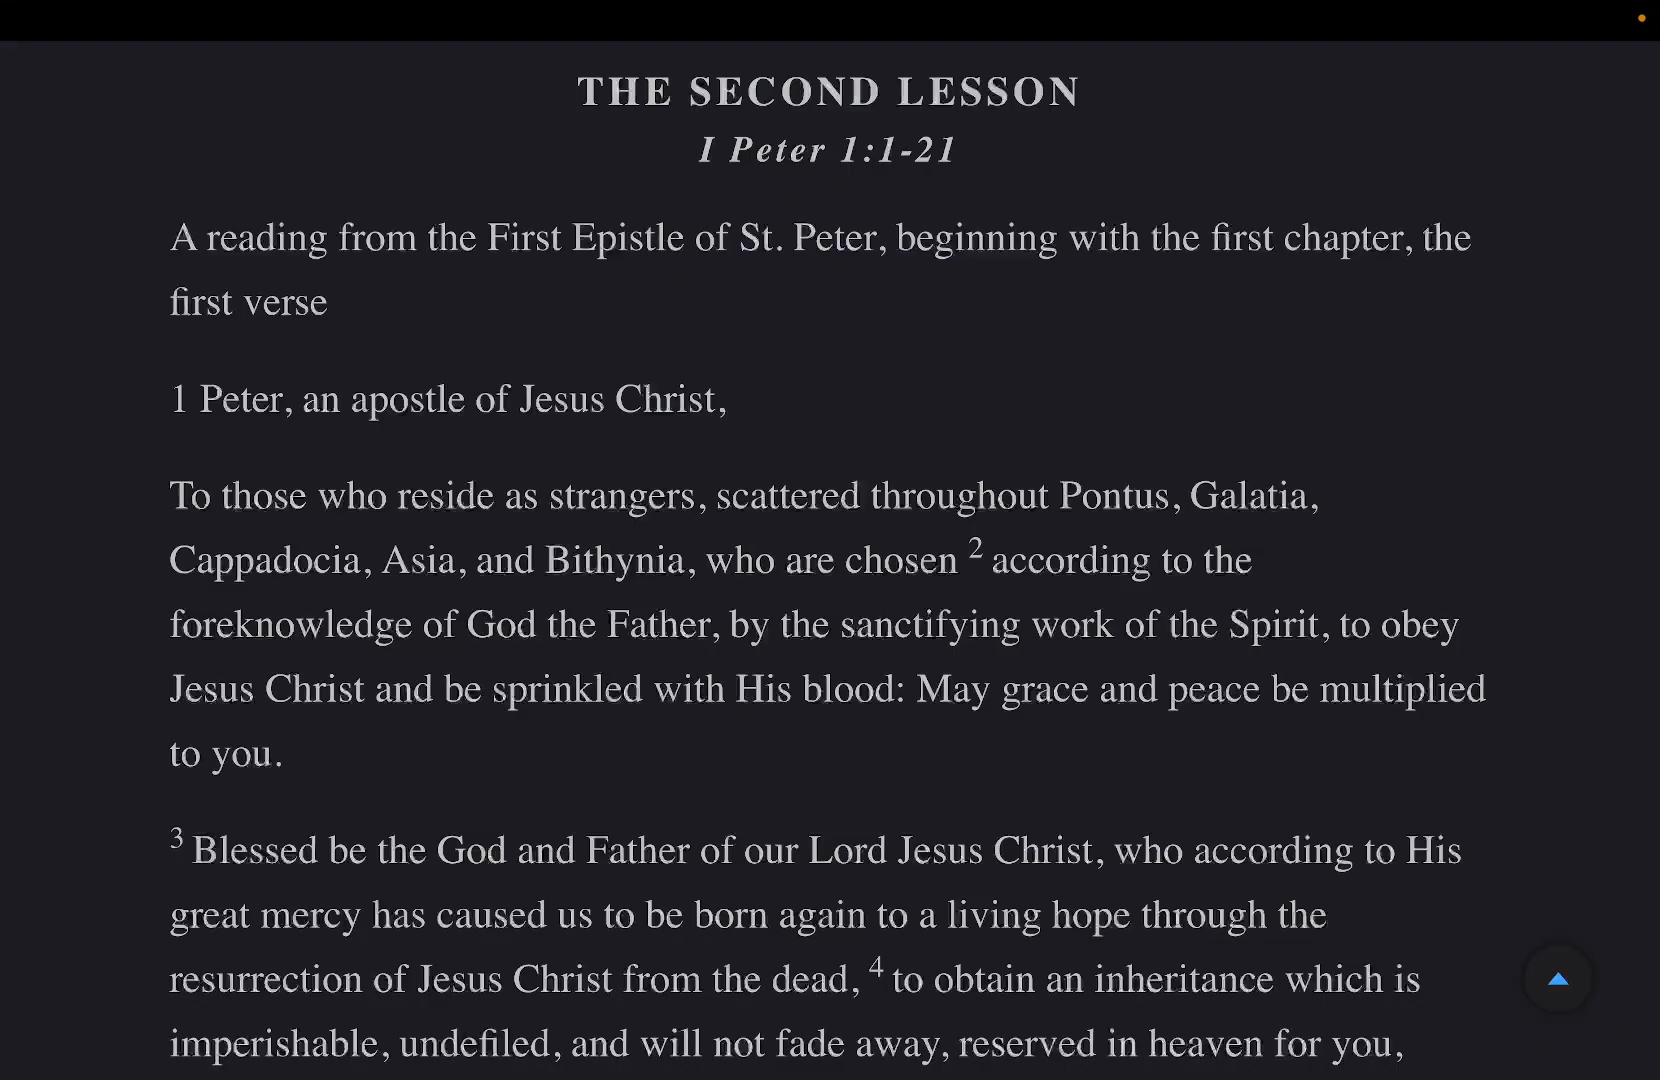 THE SECOND LESSON
I Peter 1:1-21
A reading from the First Epistle of St. Peter, beginning with the first chapter, the
first verse
1 Peter, an apostle of Jesus Christ,
To those who reside as strangers, scattered throughout Pontus, Galatia,
Cappadocia, Asia, and Bithynia, who are chosen 2 according to the
foreknowledge of God the Father, by the sanctifying work of the Spirit, to obey
Jesus Christ and be sprinkled with His blood: May grace and peace be multiplied
to you.
3 Blessed be the God and Father of our Lord Jesus Christ, who according to His
great mercy has caused us to be born again to a living hope through the
resurrection of Jesus Christ from the dead, 4 to obtain an inheritance which is
imperishable, undefiled, and will not fade away, reserved in heaven for you,